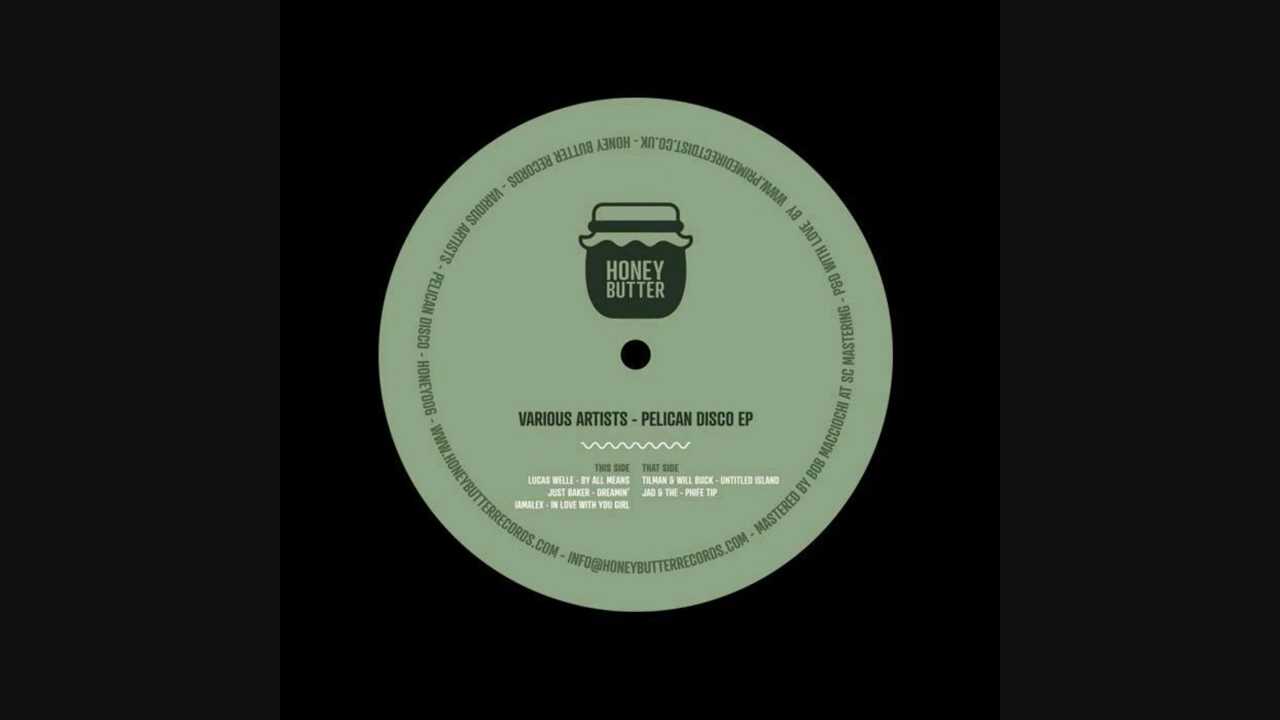 HONEY
BUTTER
VARIOUS ARTISTS - PELICAN DISCO EP
THIS SIDE
LUCAS WELLE - BY ALL MEANS
JUST BAKER - DREAMIN'
IAMALEX - IN LOVE WITH YOU GIRL
THAT SIDE
TILMAN & WILL BUCK - UNTITLED ISLAND
JAD & THE - PHIFE TIP
HONEY BUTTER RECORDS - VARIOUS ARTISTS - PELICAN DISCO - HONEY006 - WWW.HONEYBUTTERRECORDS.COM - INFO@HONEYBUTTERRECORDS.COM - MASTERED BY BOB MACCIOCHI AT SC MASTERING - P&D WITH LOVE BY WWW.PRIMEDIRECTDIST.CO.UK -